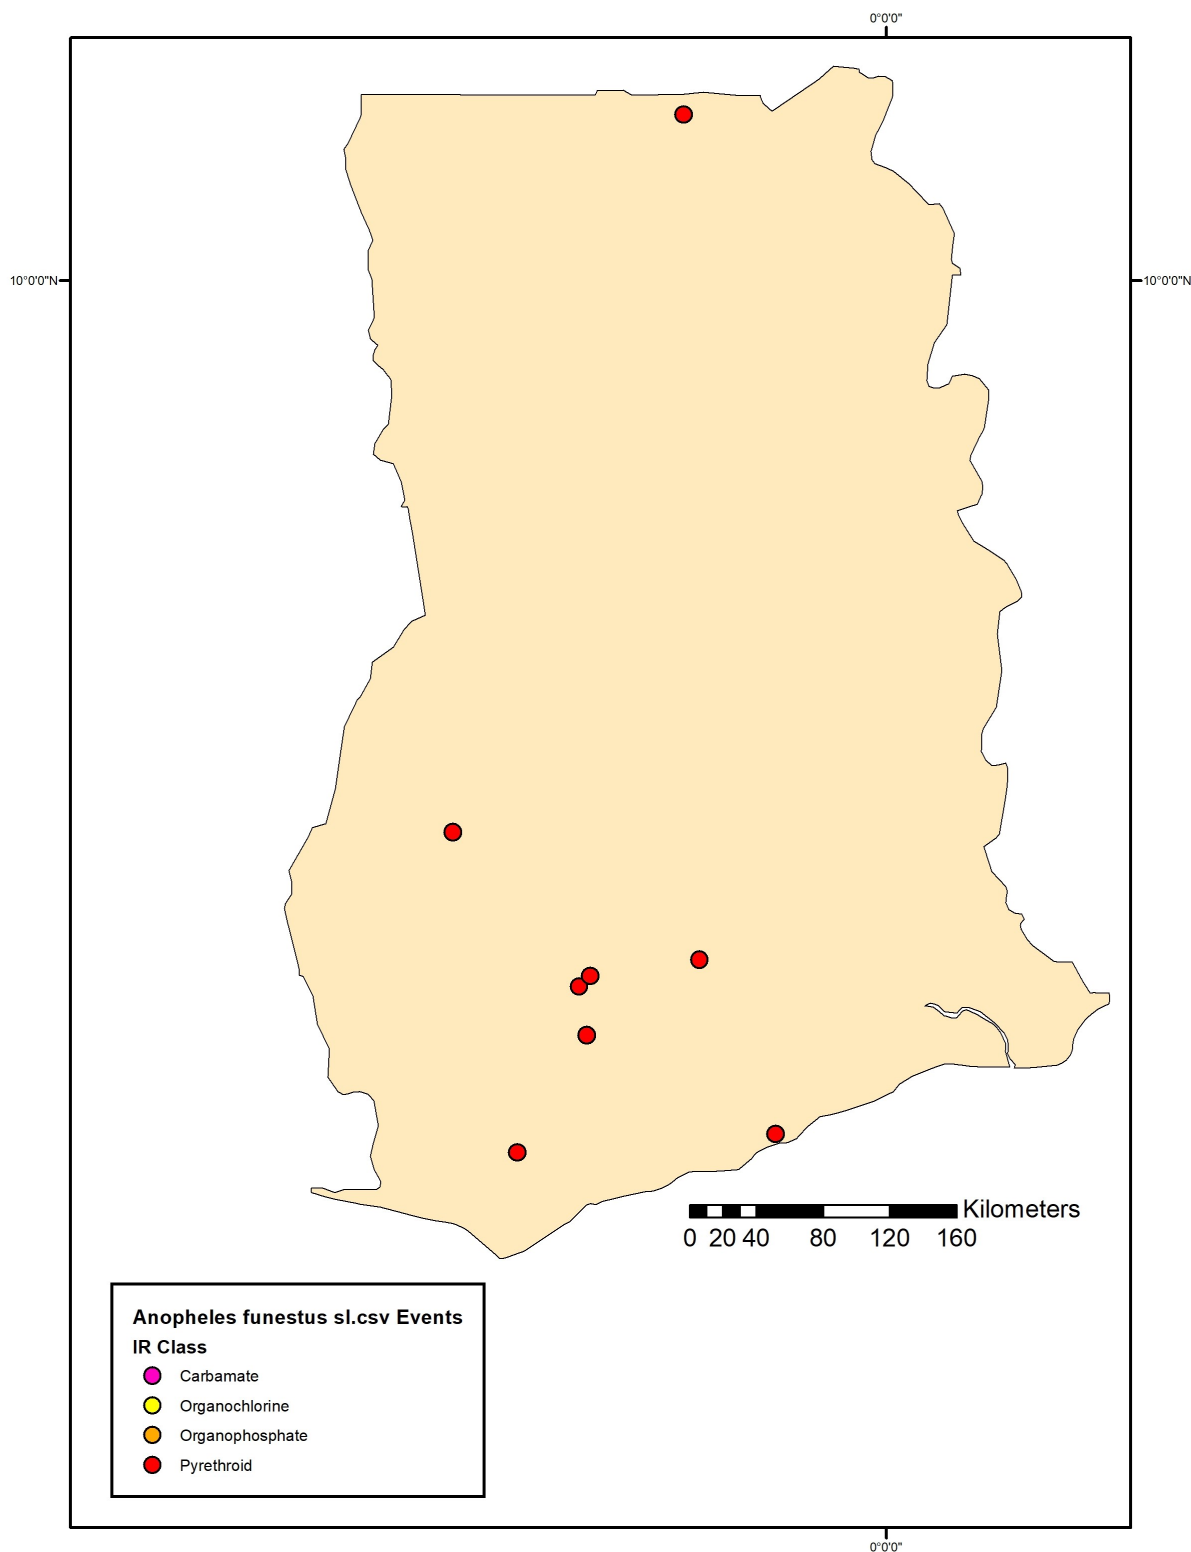 0°0'0"
10°0'0"N
10°0'0"N
Kilometers
0 20 40 80 120 160
Anopheles funestus sl.csv Events
IR Class
Carbamate
Organochlorine
Organophosphate
Pyrethroid
0°0'0"